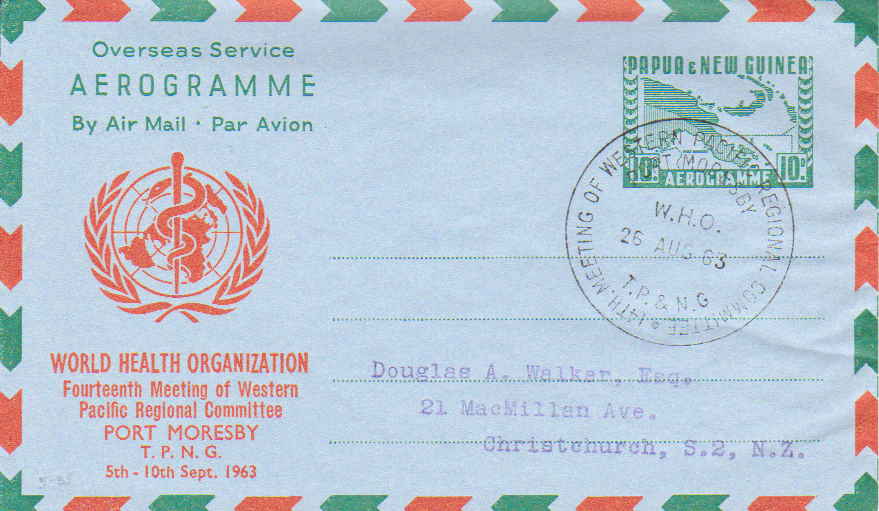 Overseas Service
AEROGRAMME
By Air Mail · Par Avion
PAPUA & NEW GUINEA
10D AEROGRAMME 10D
14TH MEETING OF WESTERN PACIFIC REGIONAL COMMITTEE
PORT MORESBY
W.H.O.
26 AUG 63
T.P. & N.G
WORLD HEALTH ORGANIZATION
Fourteenth Meeting of Western
Pacific Regional Committee
PORT MORESBY
T. P. N. G.
5th - 10th Sept. 1963
Douglas A. Walker, Esq.
21 MacMillan Ave.
Christchurch, S.2, N.Z.